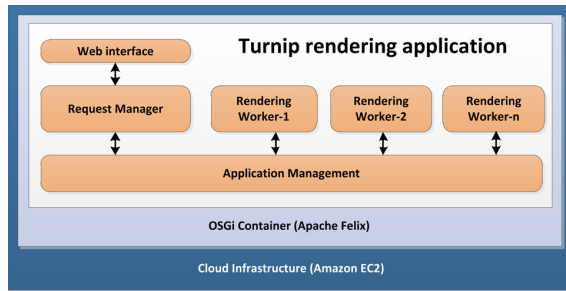 Turnip rendering application
Web interface
Request Manager
Rendering
Worker-1
Rendering
Worker-2
Rendering
Worker-n
Application Management
OSGi Container (Apache Felix)
Cloud Infrastructure (Amazon EC2)